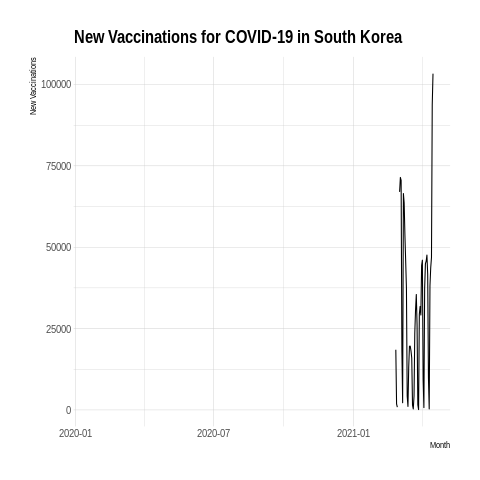 New Vaccinations for COVID-19 in South Korea
New Vaccinations
100000
75000
50000
25000
0
2020-01
2020-07
2021-01
Month